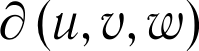 ∂ (u, v, w)